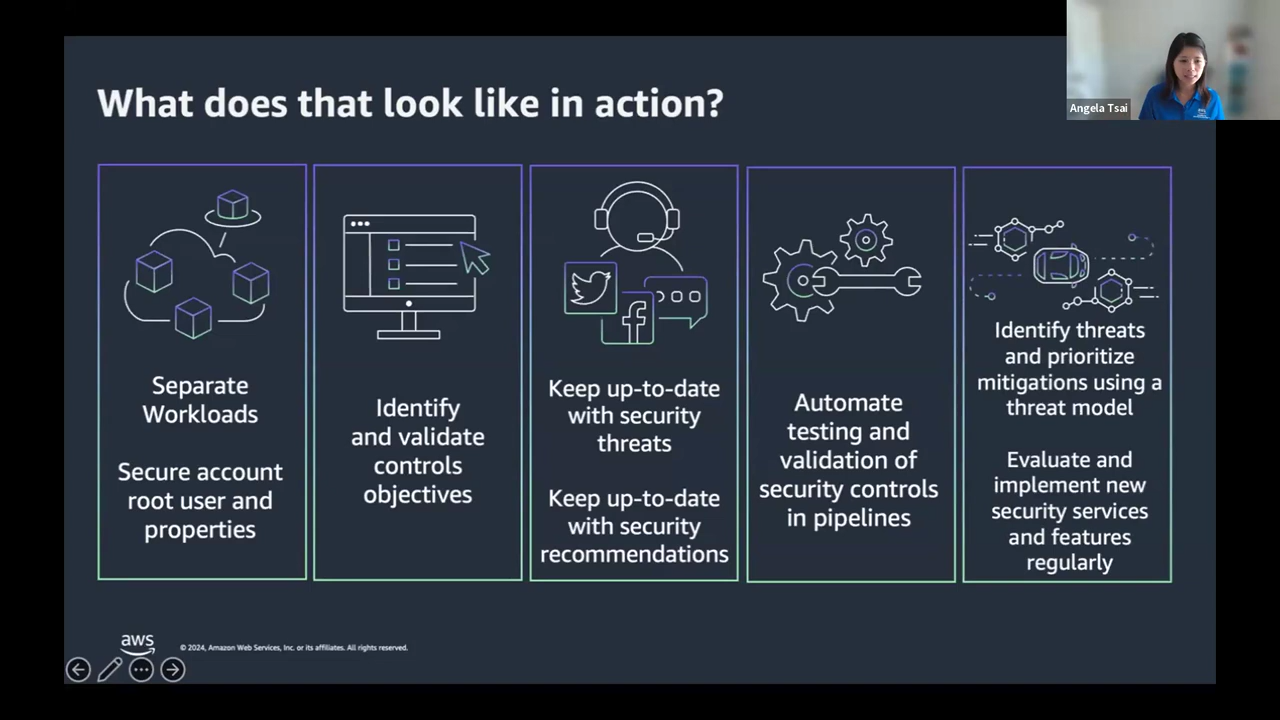 Angela Tsai
What does that look like in action?
Separate
Workloads
Secure account
root user and
properties
Identify
and validate
controls
objectives
Keep up-to-date
with security
threats
Keep up-to-date
with security
recommendations
Automate
testing and
validation of
security controls
in pipelines
Identify threats
and prioritize
mitigations using a
threat model
Evaluate and
implement new
security services
and features
regularly
aws
© 2024, Amazon Web Services, Inc. or its affiliates. All rights reserved.